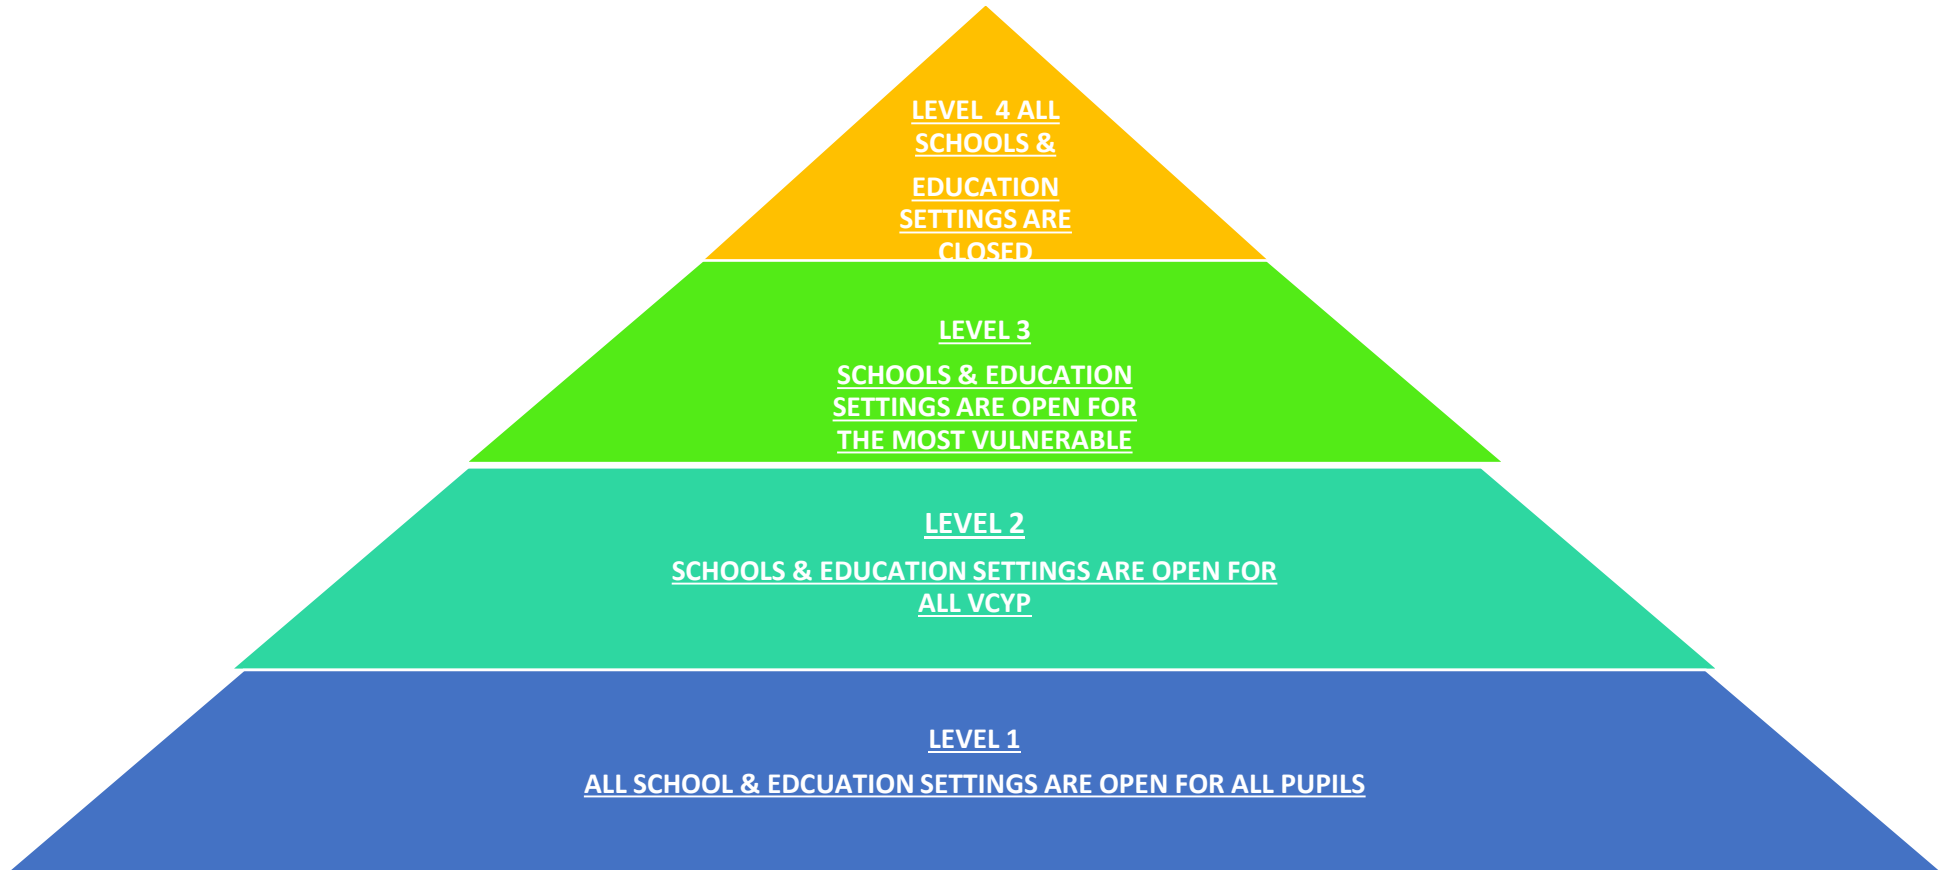 LEVEL  4 ALL
SCHOOLS &
EDUCATION
SETTINGS ARE
CLOSED
LEVEL 3
SCHOOLS & EDUCATION
SETTINGS ARE OPEN FOR
THE MOST VULNERABLE
LEVEL 2
SCHOOLS & EDUCATION SETTINGS ARE OPEN FOR
ALL VCYP
LEVEL 1
ALL SCHOOL & EDCUATION SETTINGS ARE OPEN FOR ALL PUPILS